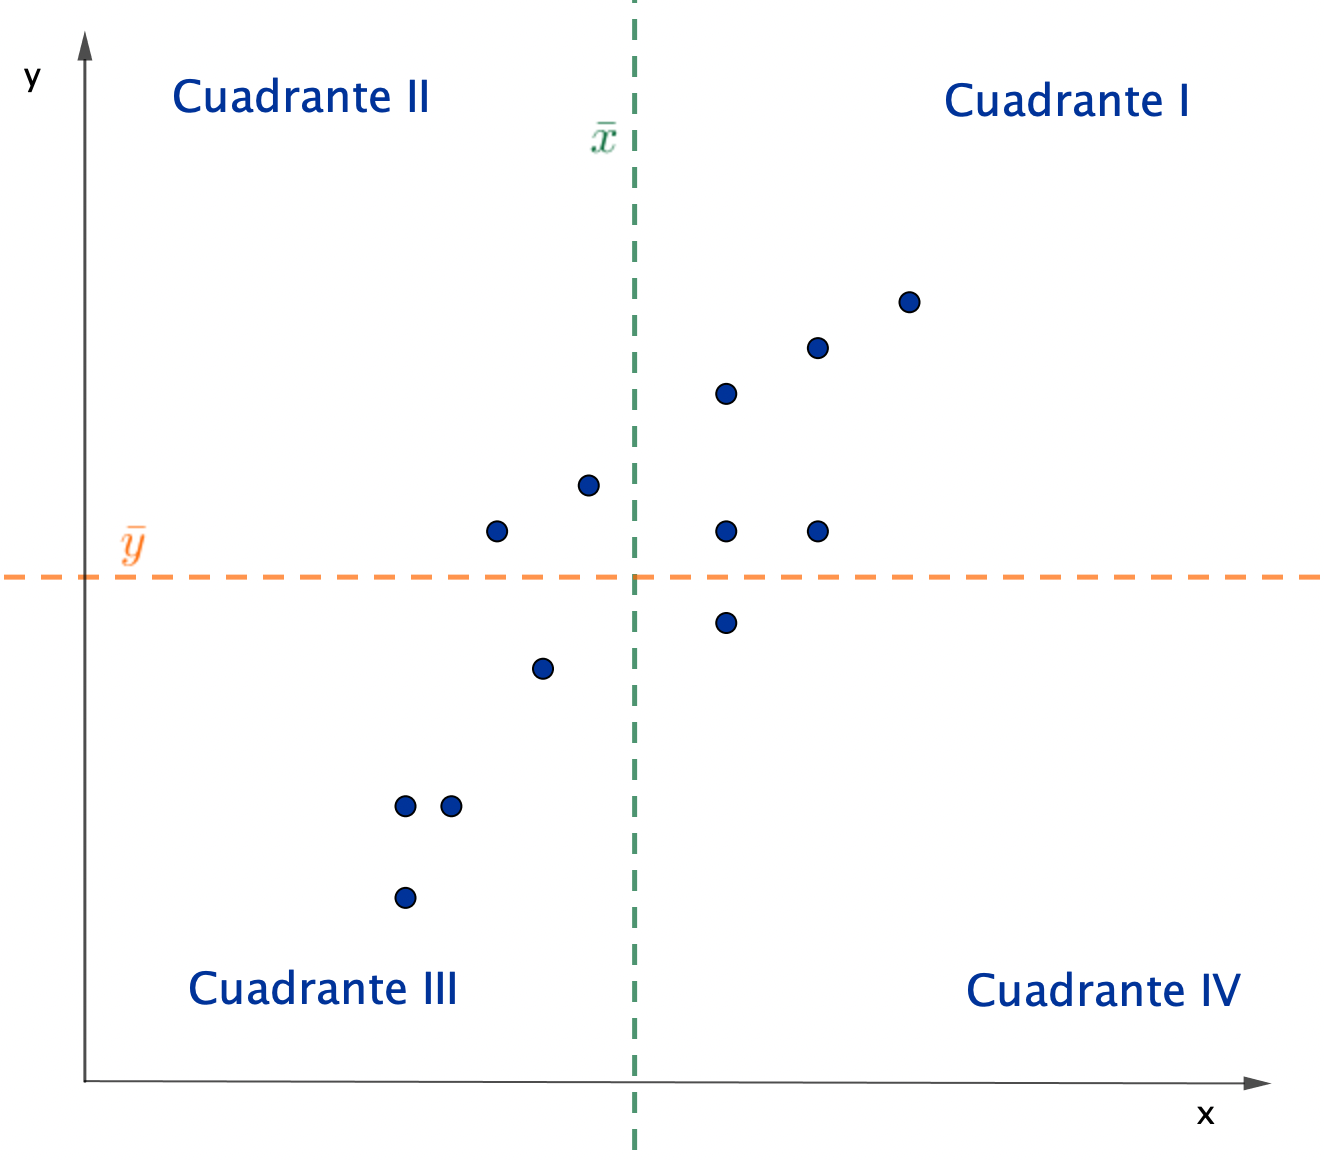 y
Cuadrante II
Cuadrante I
x̄
ȳ
Cuadrante III
Cuadrante IV
x